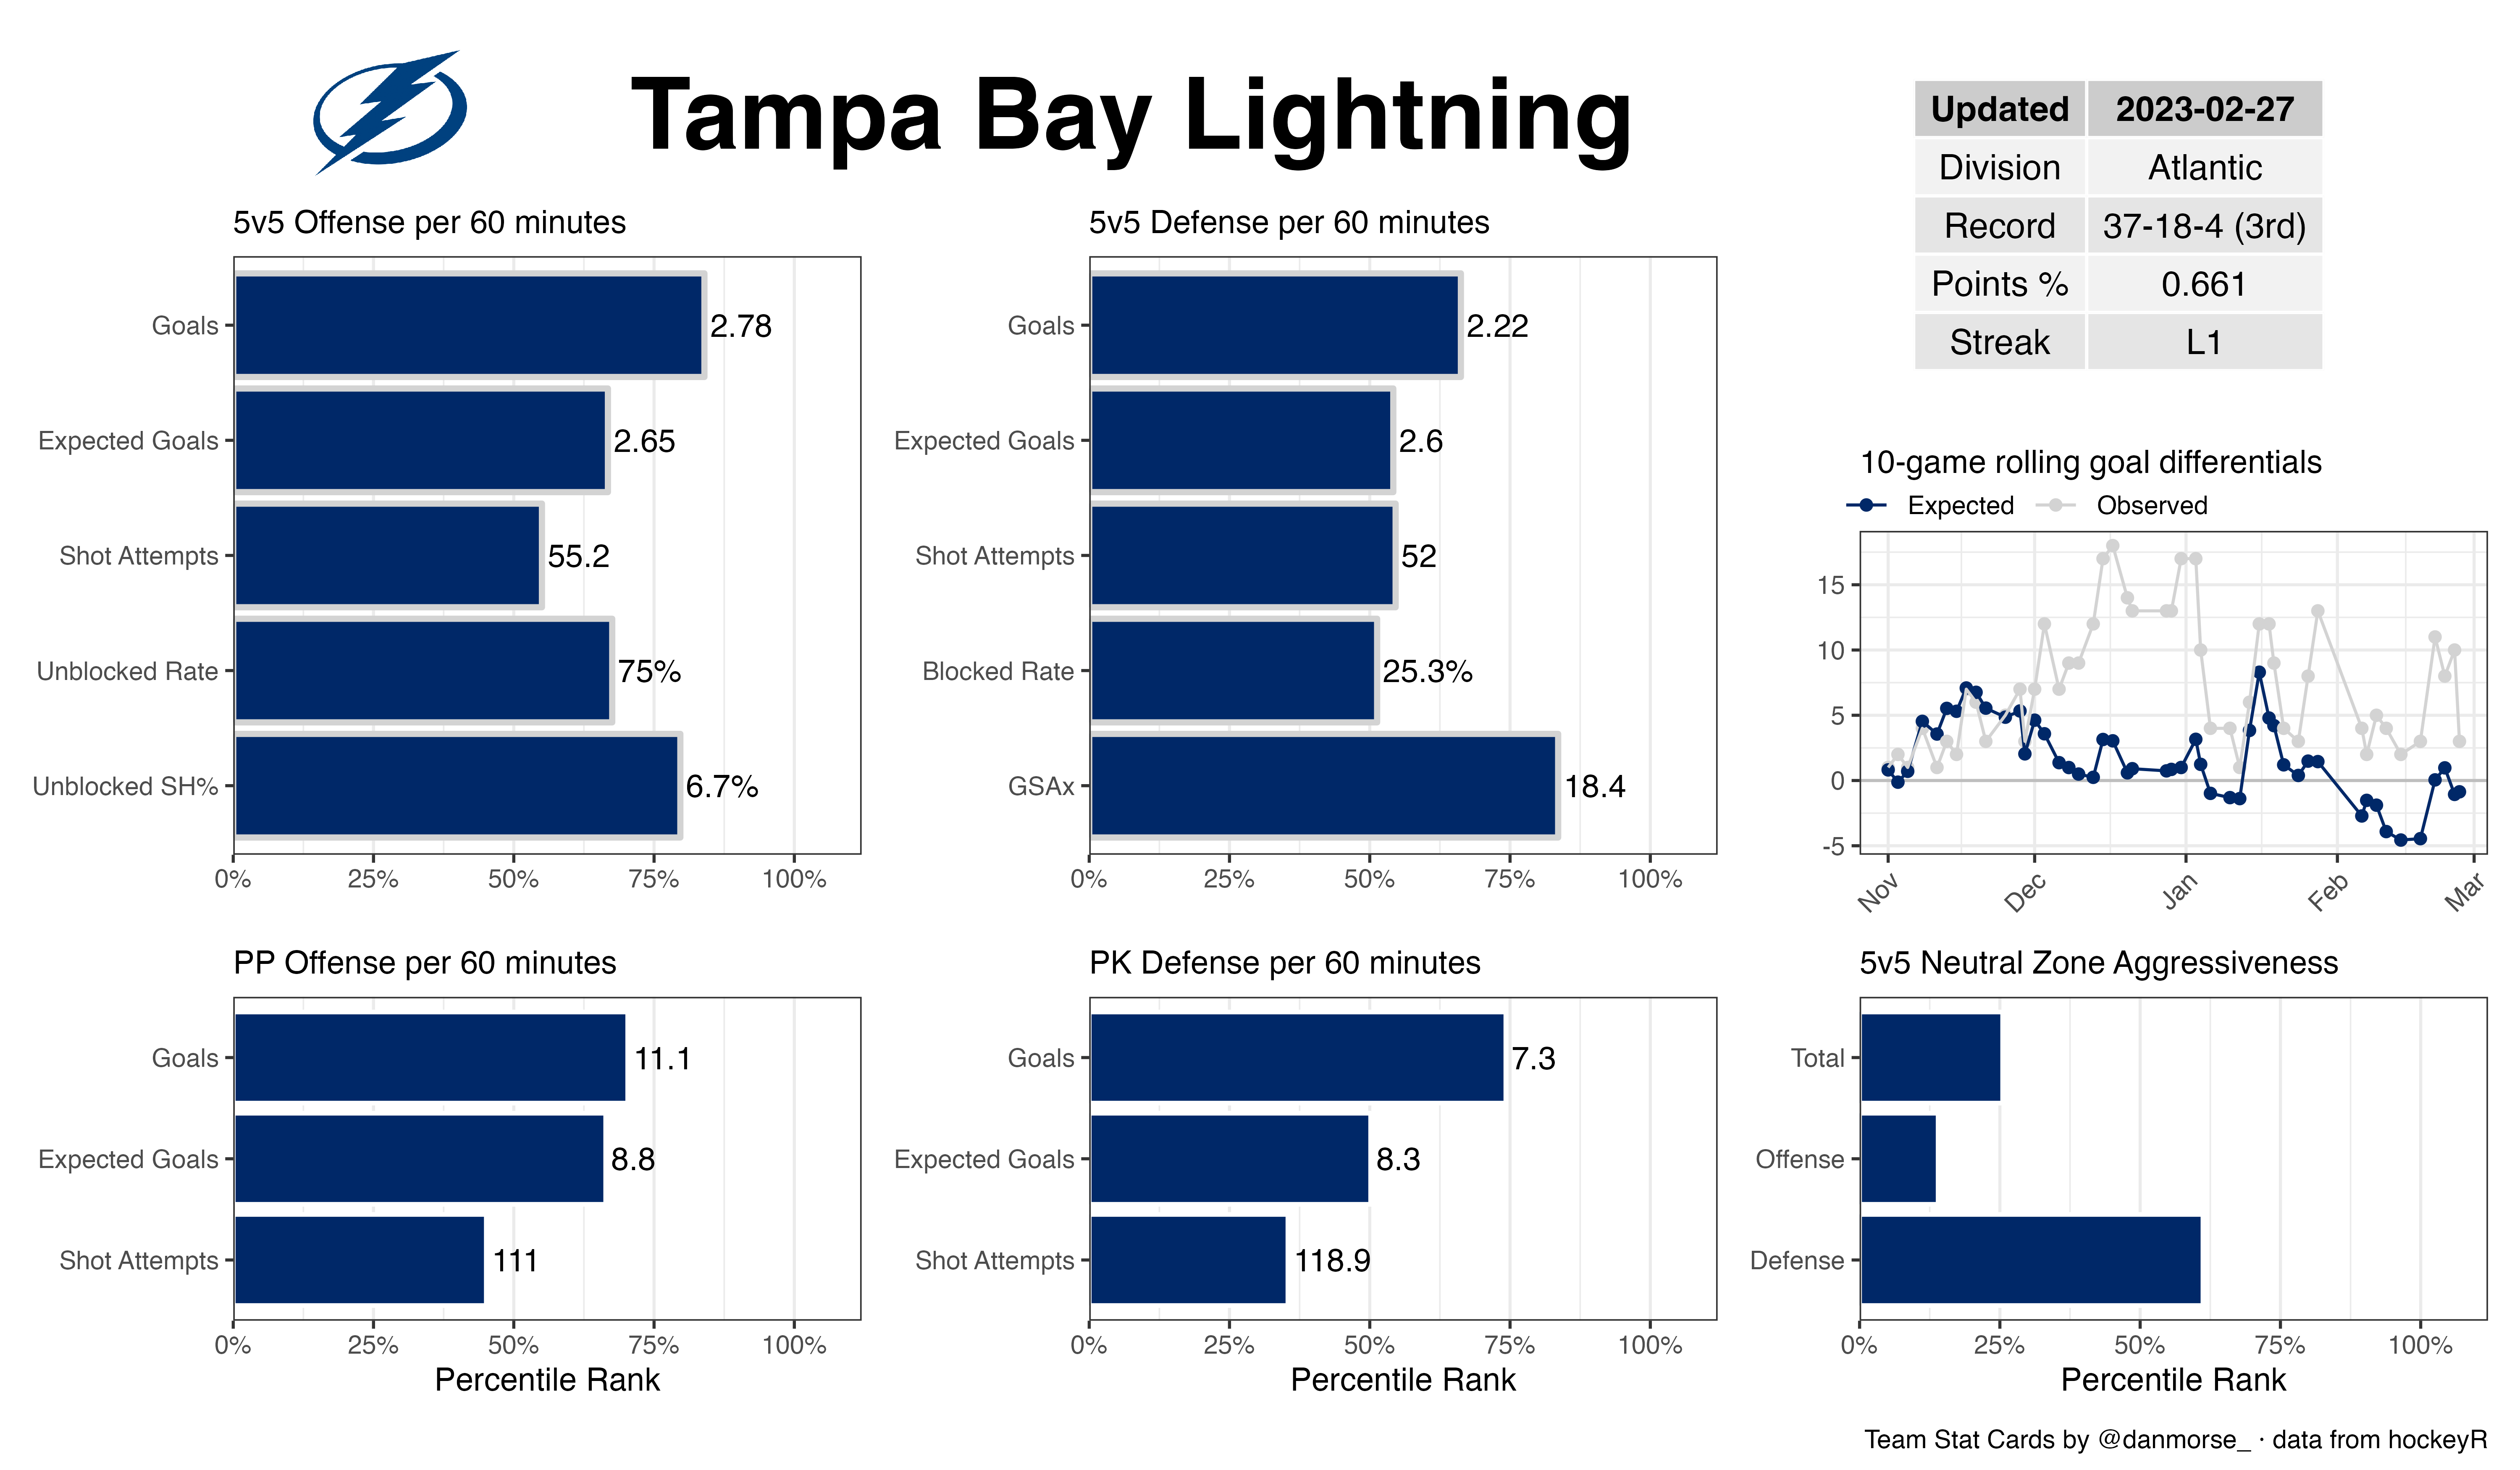 Tampa Bay Lightning
Updated 2023-02-27
Division Atlantic
Record 37-18-4 (3rd)
Points % 0.661
Streak L1
5v5 Offense per 60 minutes
Goals 2.78
Expected Goals 2.65
Shot Attempts 55.2
Unblocked Rate 75%
Unblocked SH% 6.7%
0% 25% 50% 75% 100%
5v5 Defense per 60 minutes
Goals 2.22
Expected Goals 2.6
Shot Attempts 52
Blocked Rate 25.3%
GSAx 18.4
0% 25% 50% 75% 100%
10-game rolling goal differentials
Expected Observed
15
10
5
0
-5
Nov Dec Jan Feb Mar
PP Offense per 60 minutes
Goals 11.1
Expected Goals 8.8
Shot Attempts 111
0% 25% 50% 75% 100%
Percentile Rank
PK Defense per 60 minutes
Goals 7.3
Expected Goals 8.3
Shot Attempts 118.9
0% 25% 50% 75% 100%
Percentile Rank
5v5 Neutral Zone Aggressiveness
Total
Offense
Defense
0% 25% 50% 75% 100%
Percentile Rank
Team Stat Cards by @danmorse_ · data from hockeyR